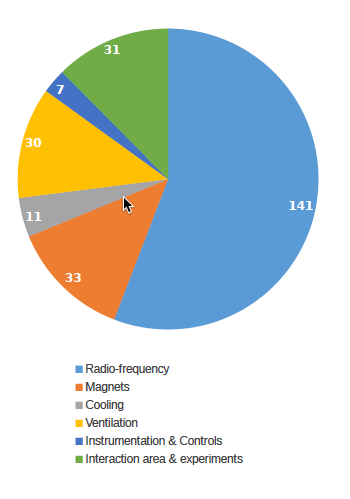 31
7
30
11
33
141
Radio-frequency
Magnets
Cooling
Ventilation
Instrumentation & Controls
Interaction area & experiments